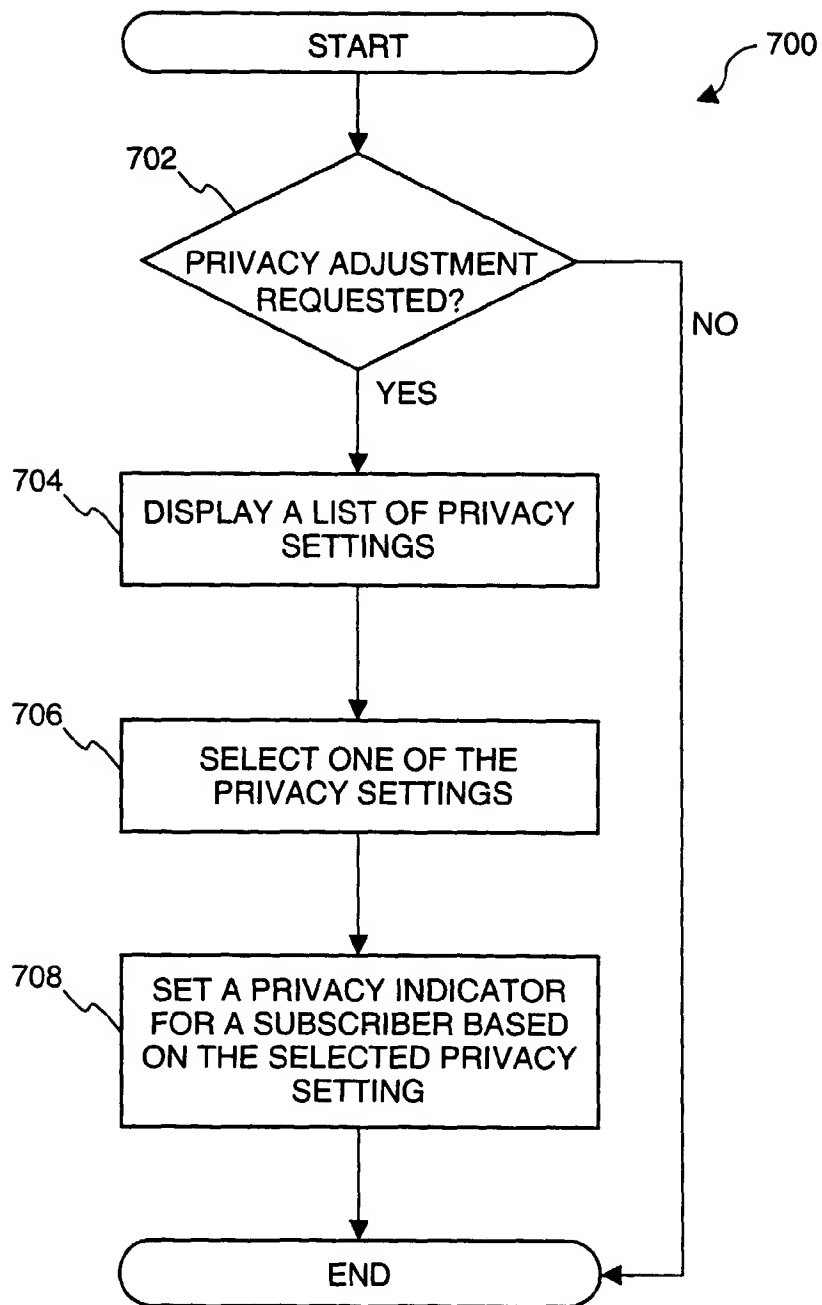 START
700
702
PRIVACY ADJUSTMENT
REQUESTED?
NO
YES
704
DISPLAY A LIST OF PRIVACY
SETTINGS
706
SELECT ONE OF THE
PRIVACY SETTINGS
708
SET A PRIVACY INDICATOR
FOR A SUBSCRIBER BASED
ON THE SELECTED PRIVACY
SETTING
END